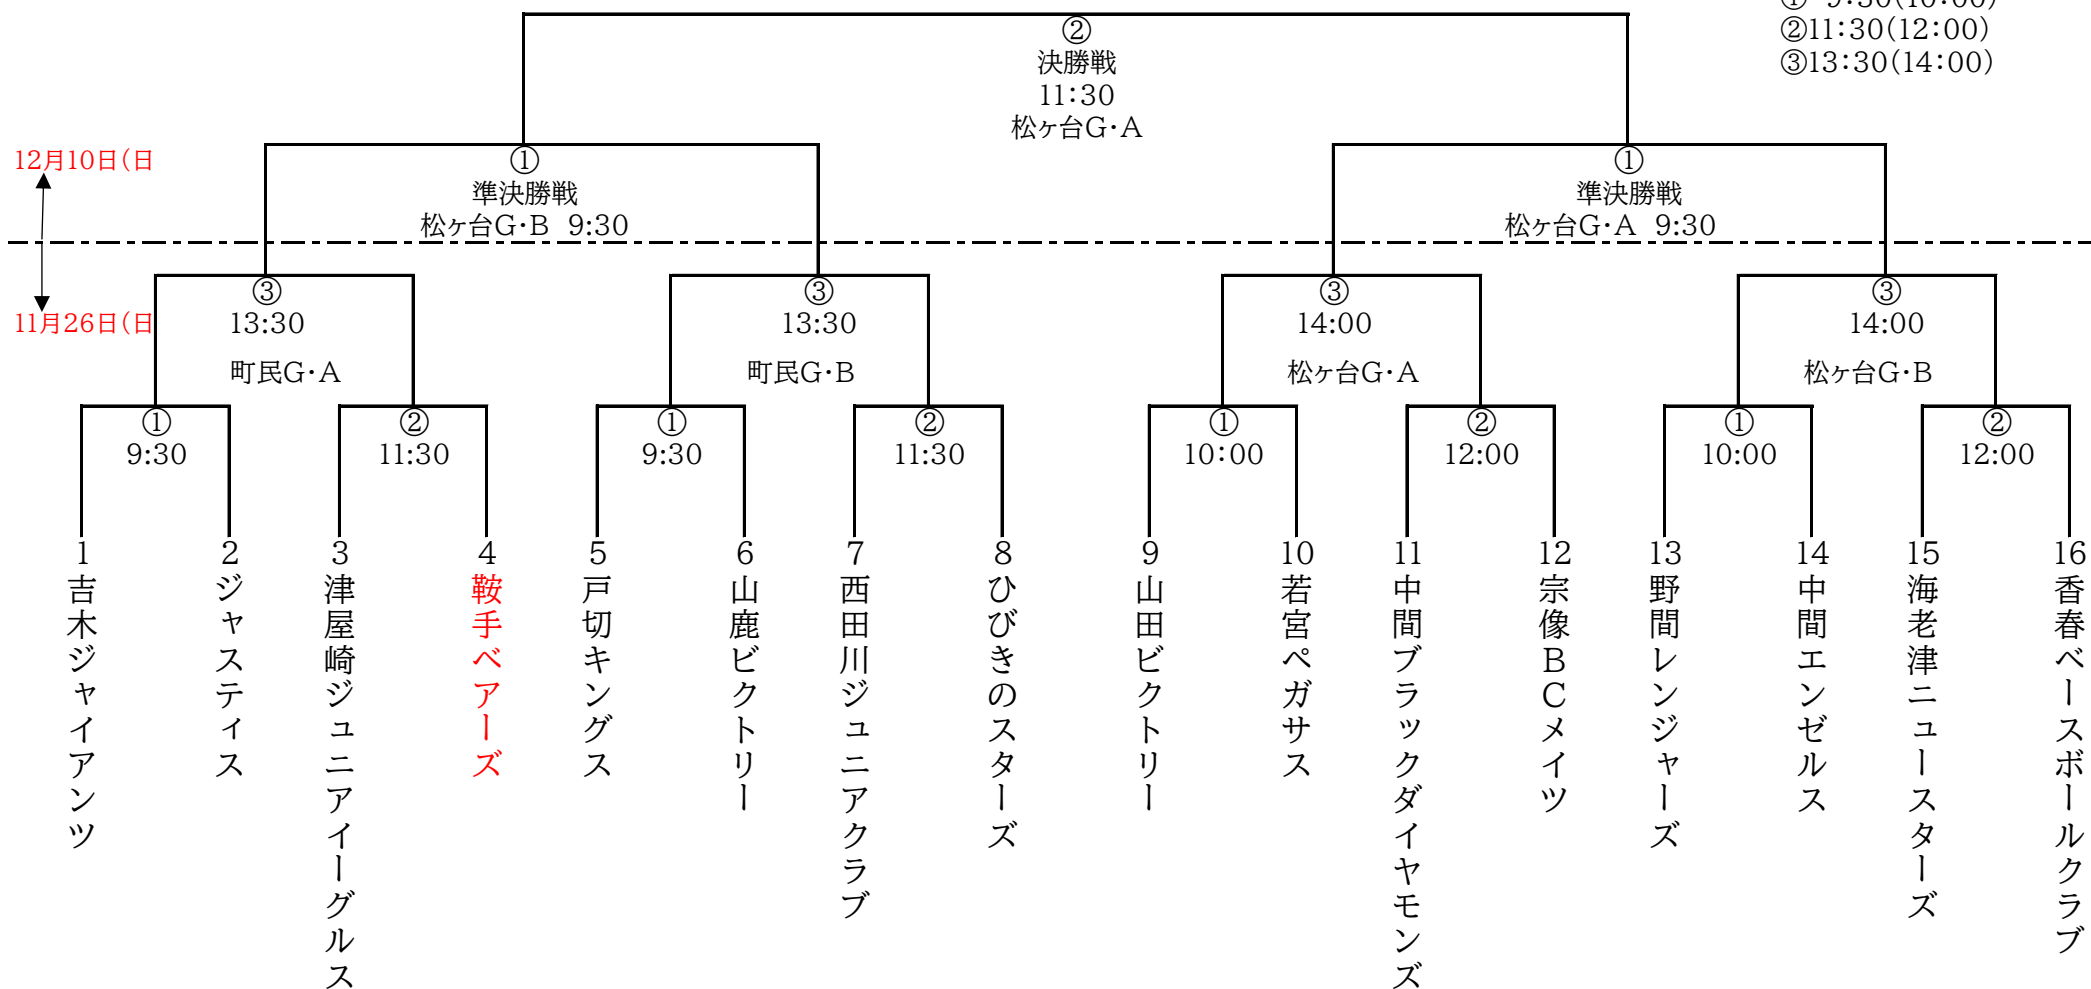 ① 9:30(10:00)
②11:30(12:00)
③13:30(14:00)
②
決勝戦
11:30
松ヶ台G・A
12月10日(日
①
準決勝戦
松ヶ台G・B 9:30
①
準決勝戦
松ヶ台G・A 9:30
11月26日(日
③
13:30
町民G・A
③
13:30
町民G・B
③
14:00
松ヶ台G・A
③
14:00
松ヶ台G・B
①
9:30
②
11:30
①
9:30
②
11:30
①
10:00
②
12:00
①
10:00
②
12:00
1
吉木ジャイアンツ
2
ジャスティス
3
津屋崎ジュニアイーグルス
4
鞍手ベアーズ
5
戸切キングス
6
山鹿ビクトリー
7
西田川ジュニアクラブ
8
ひびきのスターズ
9
山田ビクトリー
10
若宮ペガサス
11
中間ブラックダイヤモンズ
12
宗像BCメイツ
13
野間レンジャーズ
14
中間エンゼルス
15
海老津ニュースターズ
16
香春ベースボールクラブ